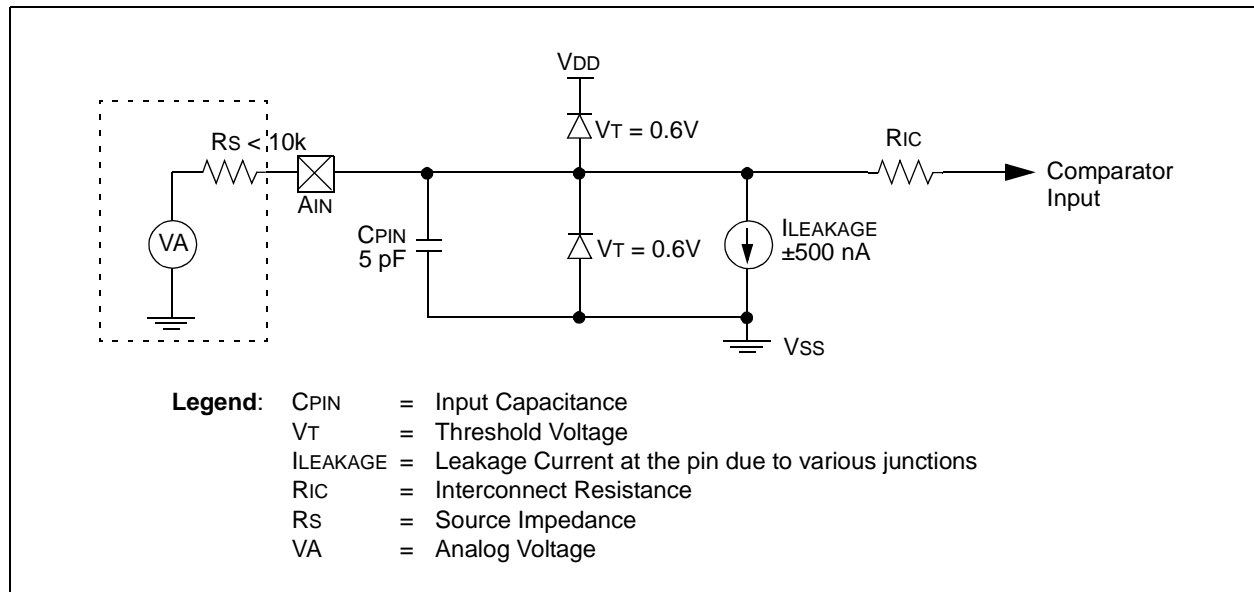 VDD
VT = 0.6V
RS < 10k
RIC
AIN
Comparator
Input
VA
CPIN
5 pF
VT = 0.6V
ILEAKAGE
±500 nA
VSS
Legend: CPIN = Input Capacitance
VT = Threshold Voltage
ILEAKAGE = Leakage Current at the pin due to various junctions
RIC = Interconnect Resistance
RS = Source Impedance
VA = Analog Voltage